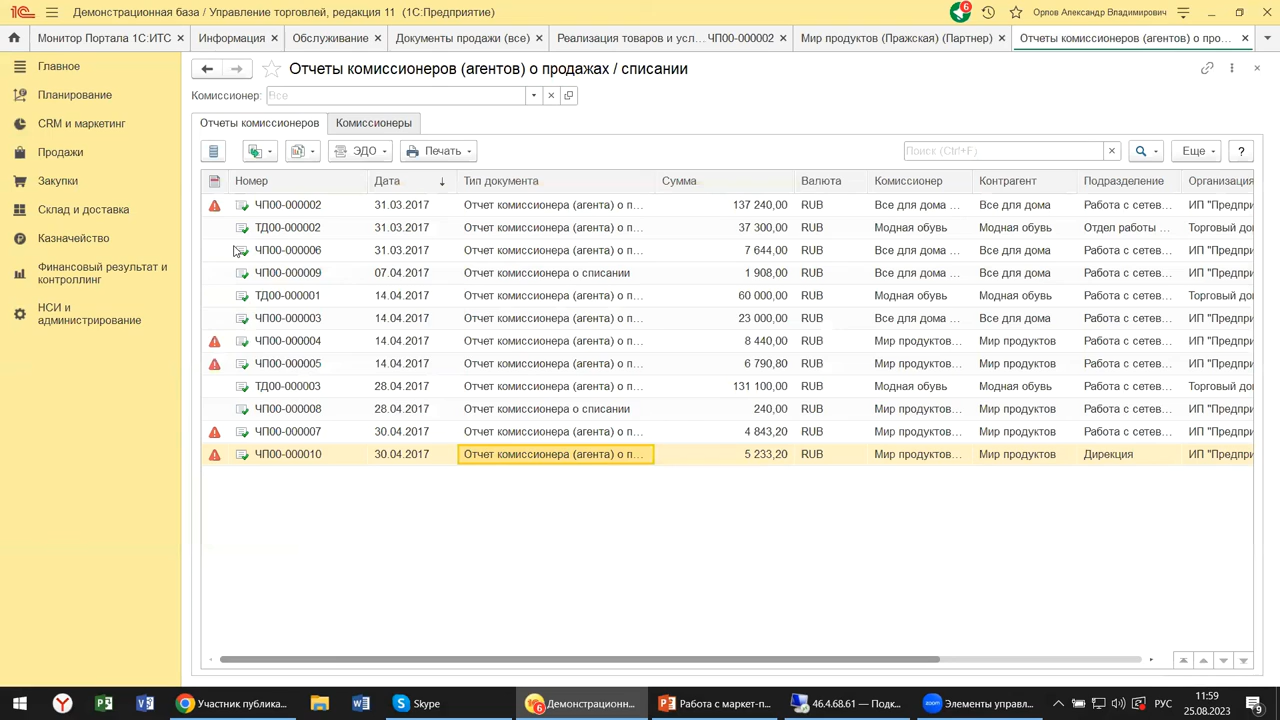 Демонстрационная база / Управление торговлей, редакция 11 (1С:Предприятие)
6
Орлов Александр Владимирович
Монитор Портала 1С:ИТС
Информация
Обслуживание
Документы продажи (все)
Реализация товаров и усл... ЧП00-000002
Мир продуктов (Пражская) (Партнер)
Отчеты комиссионеров (агентов) о про...
Главное
Планирование
CRM и маркетинг
Продажи
Закупки
Склад и доставка
Казначейство
Финансовый результат и
контроллинг
НСИ и
администрирование
Отчеты комиссионеров (агентов) о продажах / списании
Комиссионер: Все
Отчеты комиссионеров
Комиссионеры
ЭДО
Печать
Поиск (Ctrl+F)
Еще
?
Номер Дата Тип документа Сумма Валюта Комиссионер Контрагент Подразделение Организация
ЧП00-000002 31.03.2017 Отчет комиссионера (агента) о п... 137 240,00 RUB Все для дома ... Все для дома Работа с сетев... ИП "Предпри
ТД00-000002 31.03.2017 Отчет комиссионера (агента) о п... 37 300,00 RUB Модная обувь Модная обувь Отдел работы ... Торговый до
ЧП00-000006 31.03.2017 Отчет комиссионера (агента) о п... 7 644,00 RUB Все для дома ... Все для дома Работа с сетев... ИП "Предпри
ЧП00-000009 07.04.2017 Отчет комиссионера о списании 1 908,00 RUB Все для дома ... Все для дома Работа с сетев... ИП "Предпри
ТД00-000001 14.04.2017 Отчет комиссионера (агента) о п... 60 000,00 RUB Модная обувь Модная обувь Работа с сетев... Торговый до
ЧП00-000003 14.04.2017 Отчет комиссионера (агента) о п... 23 000,00 RUB Все для дома ... Все для дома Работа с сетев... ИП "Предпри
ЧП00-000004 14.04.2017 Отчет комиссионера (агента) о п... 8 440,00 RUB Мир продуктов... Мир продуктов Работа с сетев... ИП "Предпри
ЧП00-000005 14.04.2017 Отчет комиссионера (агента) о п... 6 790,80 RUB Мир продуктов... Мир продуктов Работа с сетев... ИП "Предпри
ТД00-000003 28.04.2017 Отчет комиссионера (агента) о п... 131 100,00 RUB Модная обувь Модная обувь Работа с сетев... Торговый до
ЧП00-000008 28.04.2017 Отчет комиссионера о списании 240,00 RUB Мир продуктов... Мир продуктов Работа с сетев... ИП "Предпри
ЧП00-000007 30.04.2017 Отчет комиссионера (агента) о п... 4 843,20 RUB Мир продуктов... Мир продуктов Работа с сетев... ИП "Предпри
ЧП00-000010 30.04.2017 Отчет комиссионера (агента) о п... 5 233,20 RUB Мир продуктов... Мир продуктов Дирекция ИП "Предпри
Участник публика...
Skype
6
Демонстрационн...
Работа с маркет-п...
46.4.68.61 — Подк...
zoom
Элементы управл...
РУС
11:59
25.08.2023
9